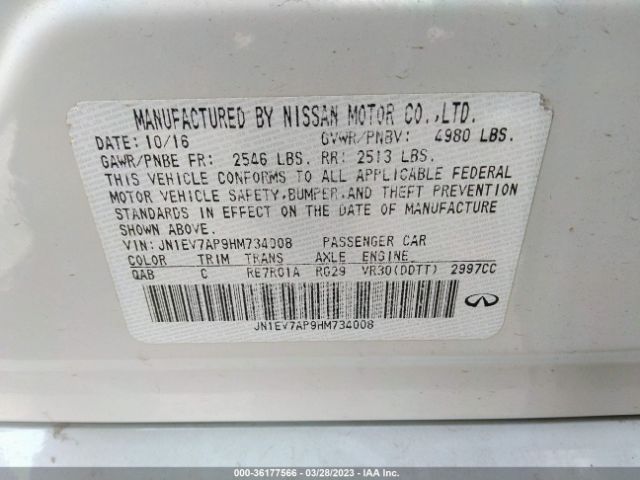 MANUFACTURED BY NISSAN MOTOR CO.,LTD.
DATE: 10/16 GVWR/PNBV: 4980 LBS.
GAWR/PNBE FR: 2546 LBS. RR: 2513 LBS.
THIS VEHICLE CONFORMS TO ALL APPLICABLE FEDERAL
MOTOR VEHICLE SAFETY,BUMPER,AND THEFT PREVENTION
STANDARDS IN EFFECT ON THE DATE OF MANUFACTURE
SHOWN ABOVE.
VIN: JN1EV7AP9HM734008 PASSENGER CAR
COLOR TRIM TRANS AXLE ENGINE
QAB C RE7R01A RG29 VR30(DDTT) 2997CC
JN1EV7AP9HM734008
000-36177566 | 03/28/2023 | IAA Inc.